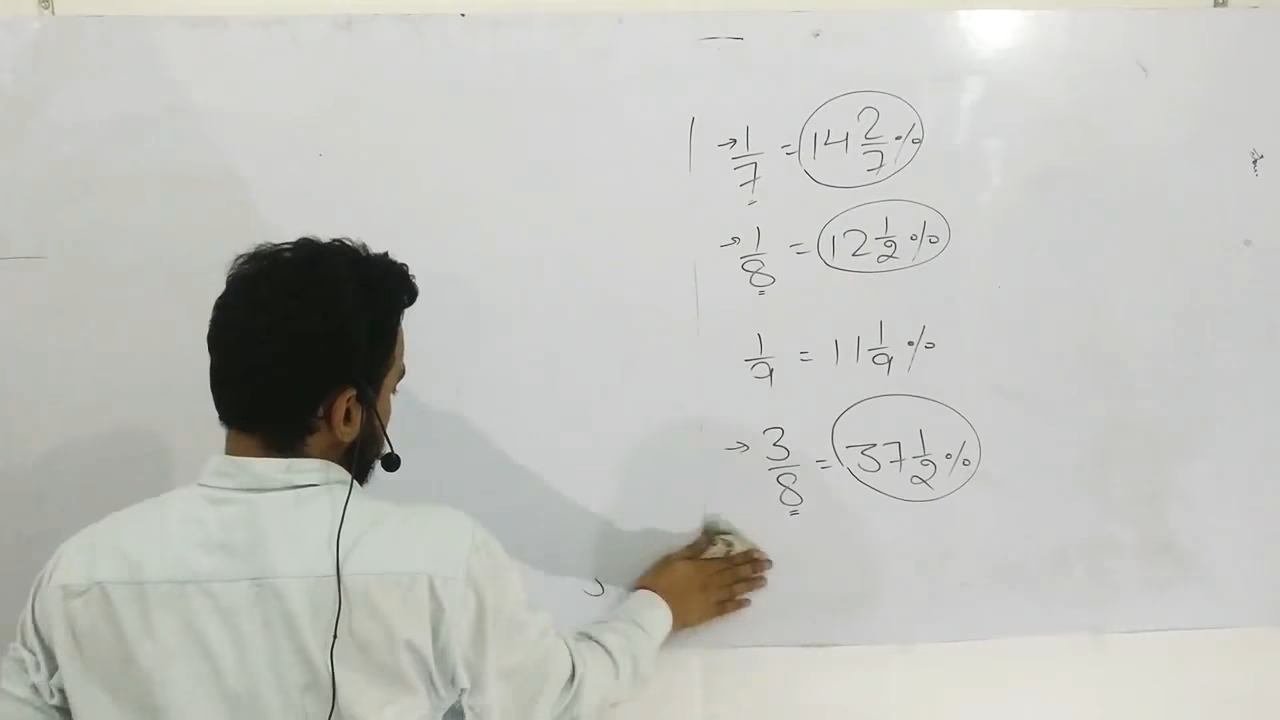 → 1/7 = 14 2/7 %
→ 1/8 = 12 1/2 %
1/9 = 11 1/9 %
→ 3/8 = 37 1/2 %